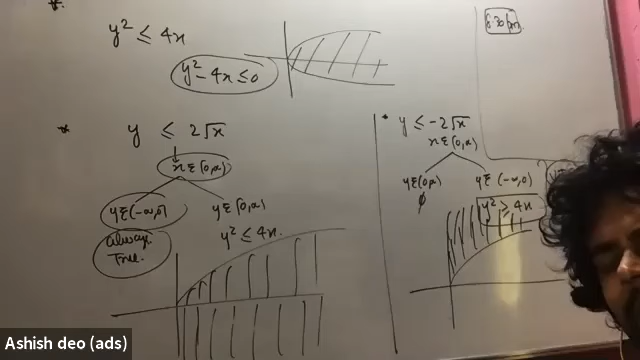 y² ≤ 4x
y² - 4x ≤ 0
8:30 pm
* y ≤ 2√x
x ∈ [0,∞)
y ∈ (-∞,0)
y ∈ [0,∞)
Always
True.
y² ≤ 4x.
* y ≤ -2√x
x ∈ [0,∞)
y ∈ (0,∞)
y ∈ (-∞,0)
ϕ
y² ≥ 4x
Ashish deo (ads)